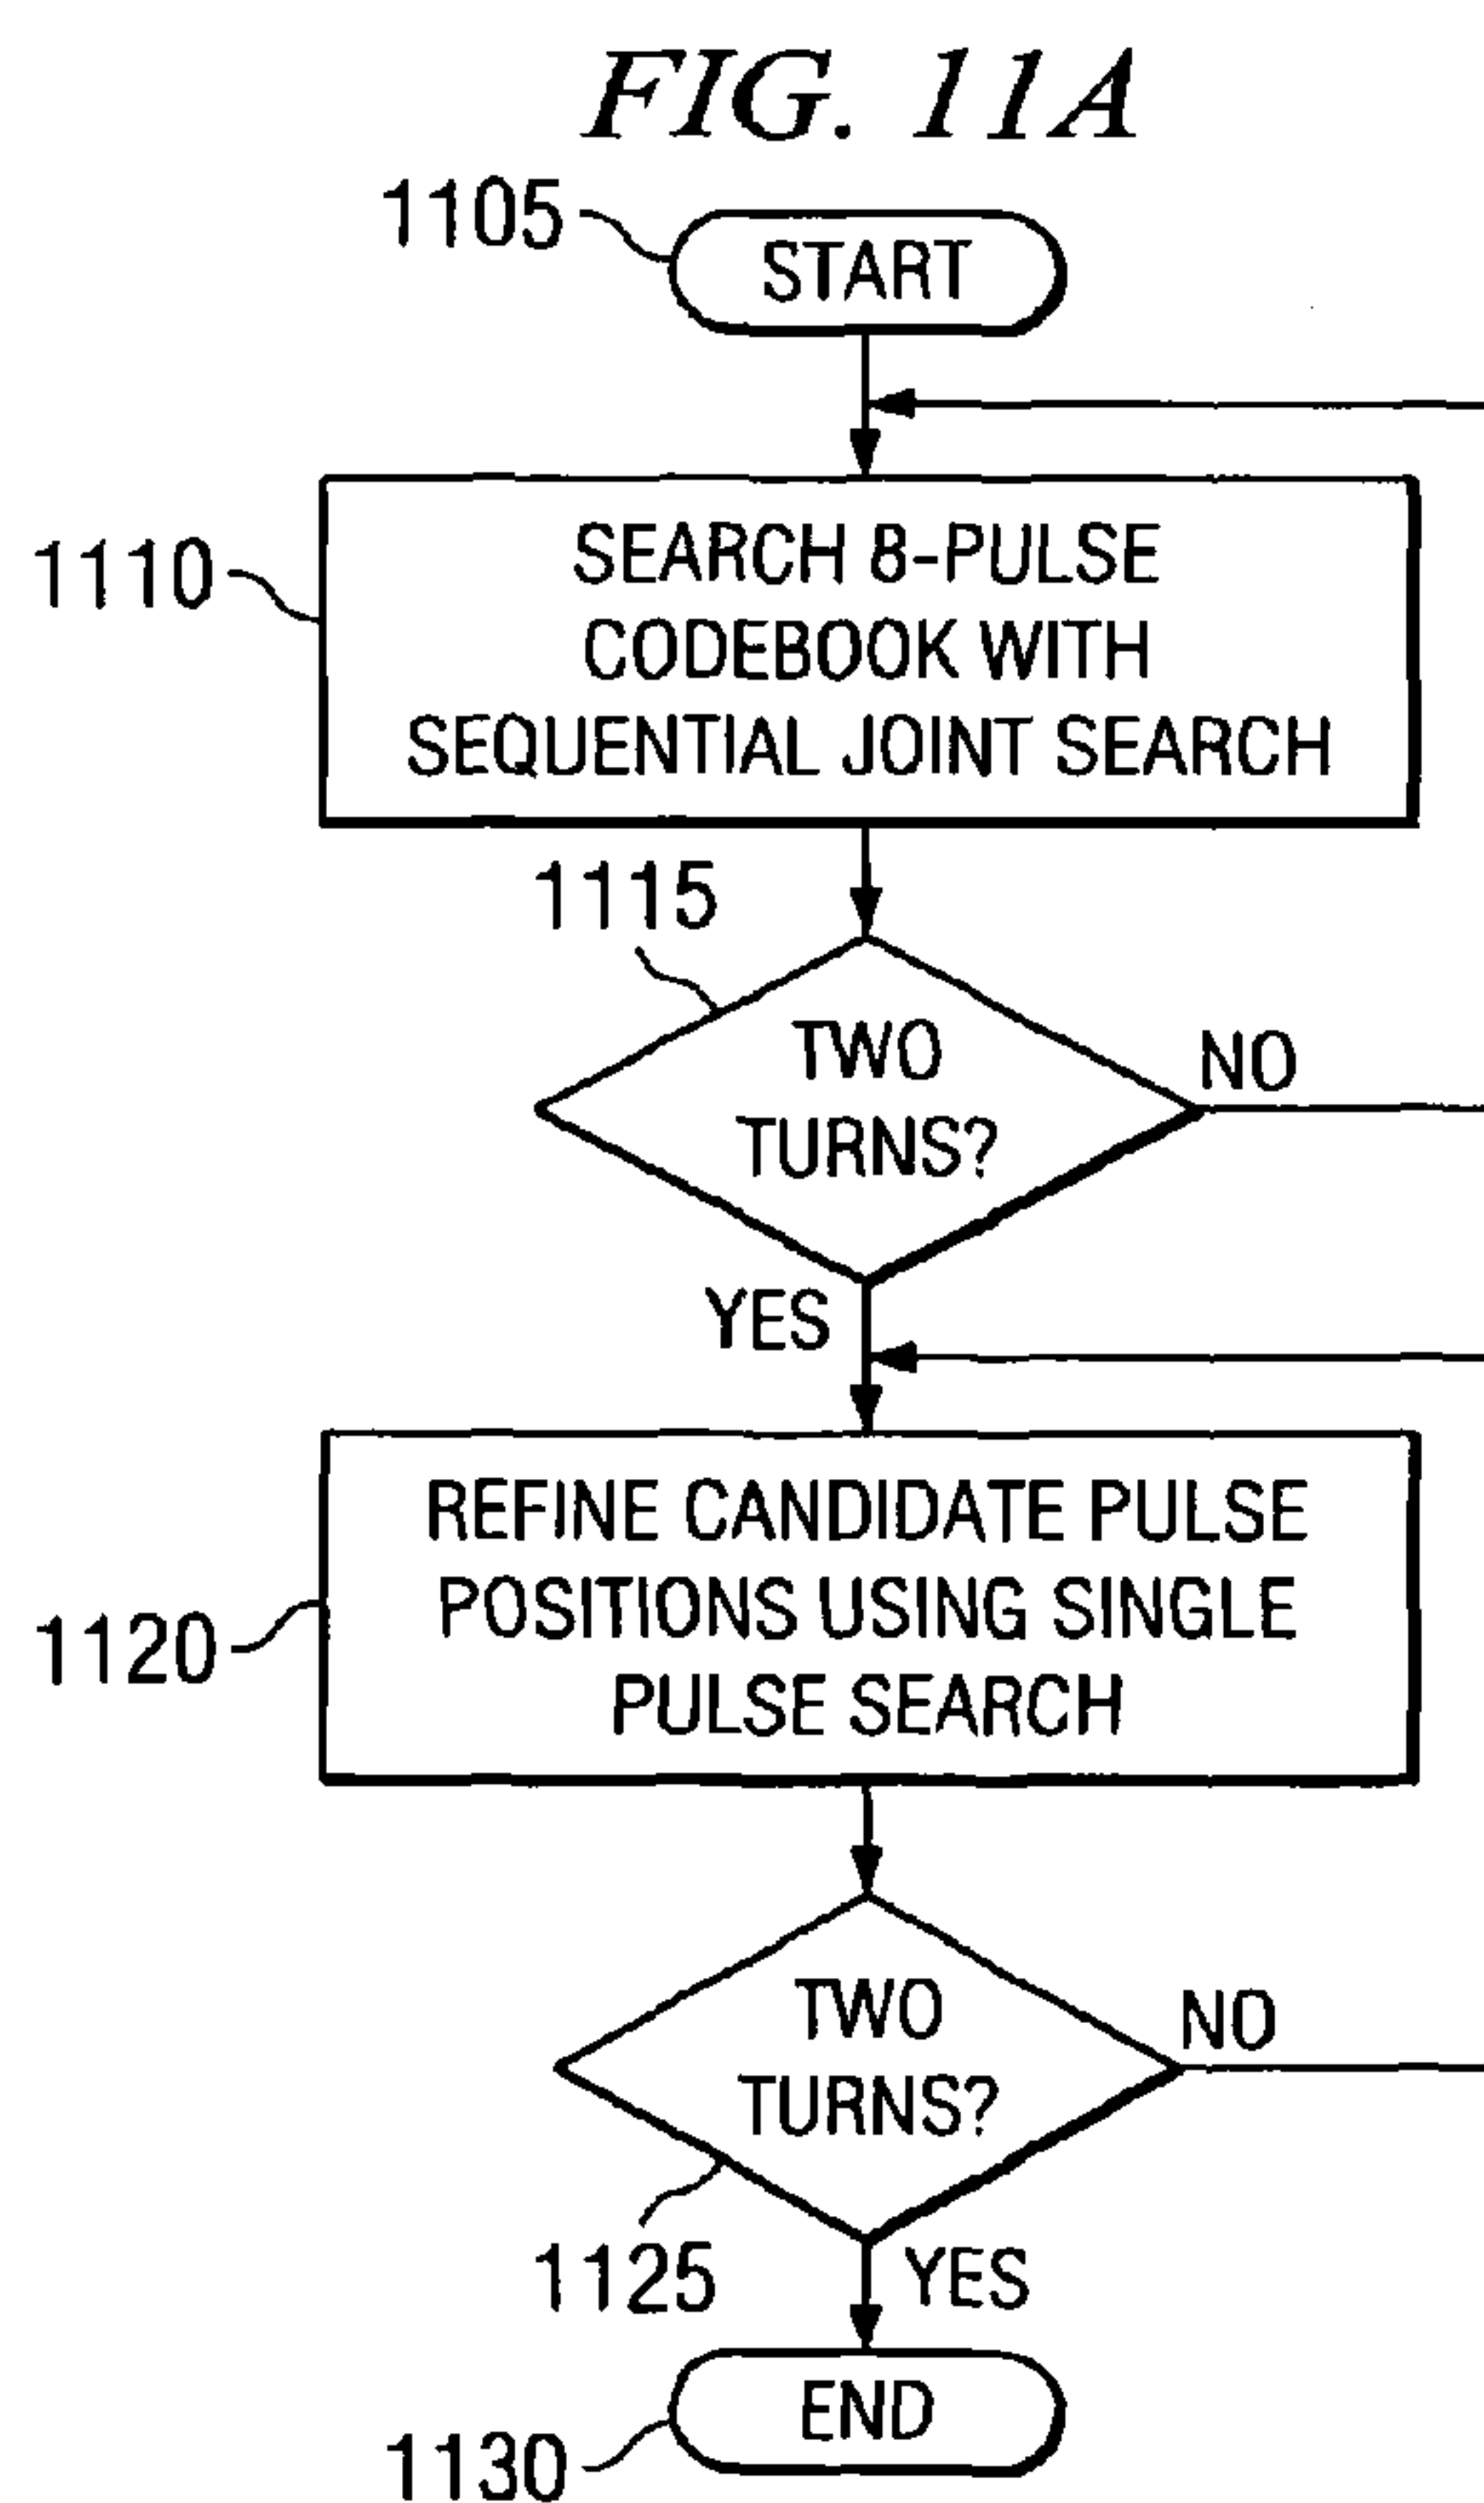 FIG. 11A
1105
START
1110
SEARCH 8-PULSE
CODEBOOK WITH
SEQUENTIAL JOINT SEARCH
1115
TWO
TURNS?
NO
YES
REFINE CANDIDATE PULSE
POSITIONS USING SINGLE
PULSE SEARCH
1120
TWO
TURNS?
NO
1125
YES
END
1130